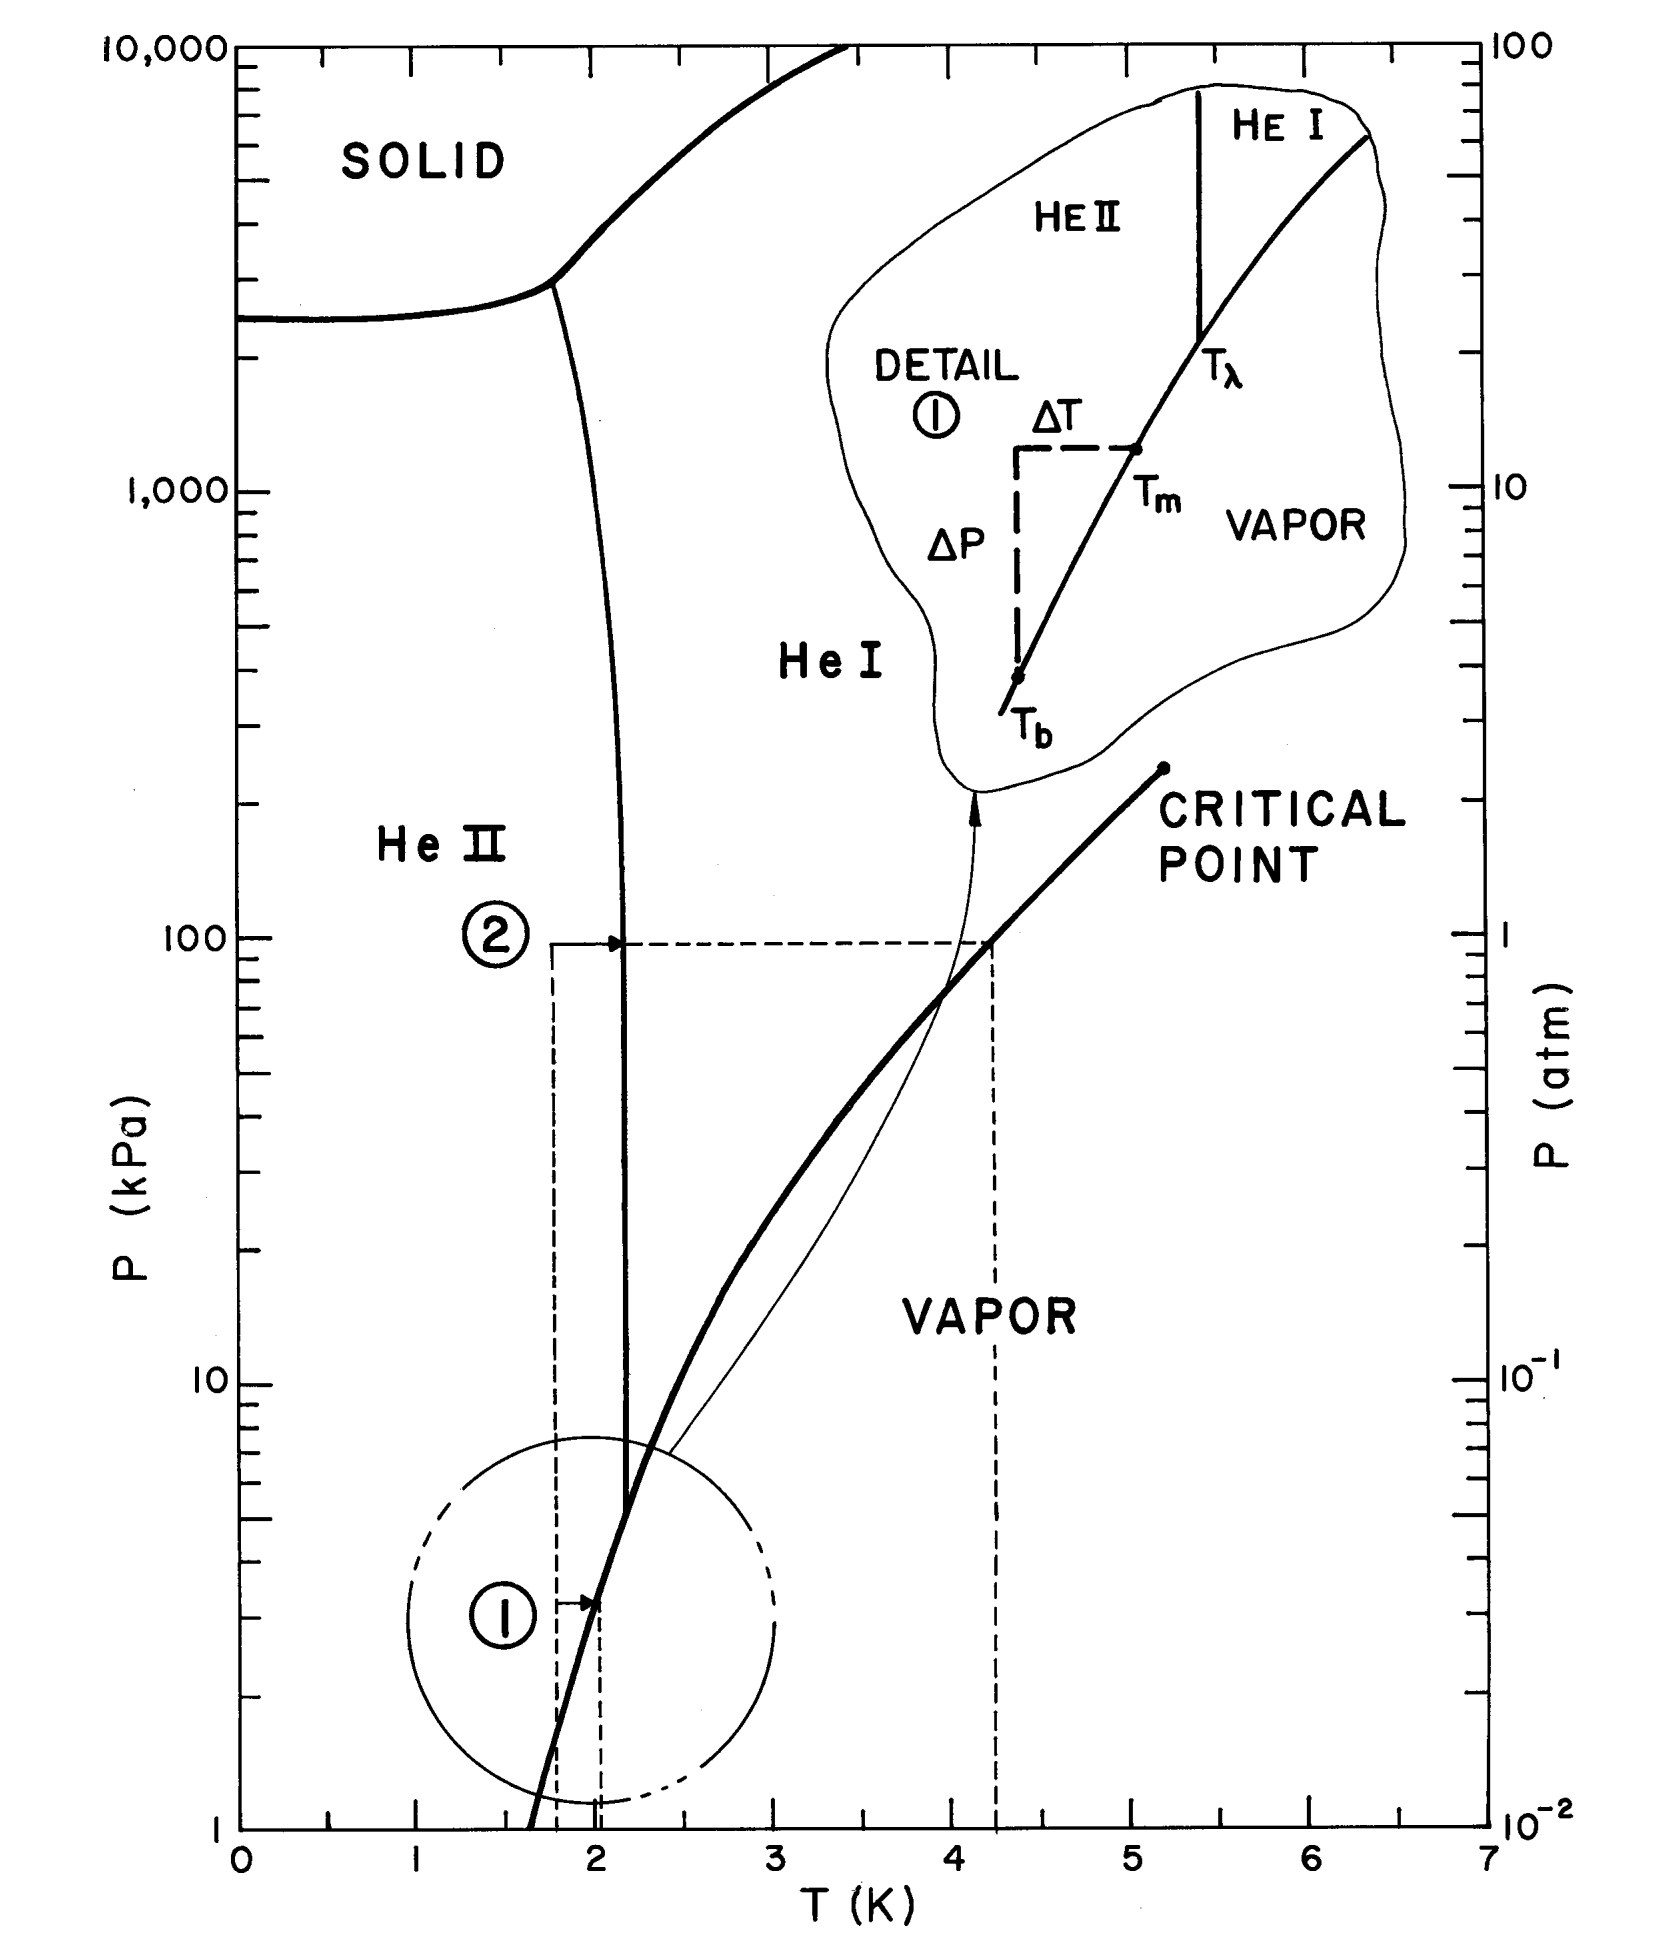 10,000
1,000
100
10
1
P (kPa)
100
10
1
10⁻¹
10⁻²
P (atm)
0 1 2 3 4 5 6 7
T (K)
SOLID
HE I
HE II
DETAIL
①
ΔT
ΔP
Tλ
Tm
Tb
VAPOR
He I
He II
②
CRITICAL
POINT
VAPOR
①